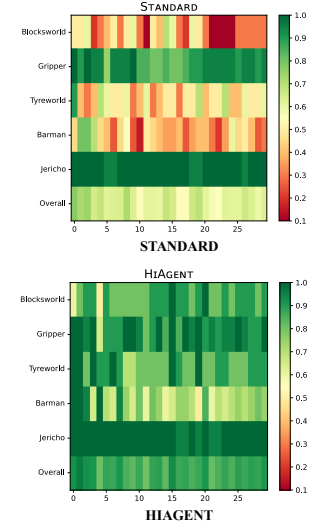 STANDARD
Blocksworld
Gripper
Tyreworld
Barman
Jericho
Overall
0 5 10 15 20 25
1.0
0.9
0.8
0.7
0.6
0.5
0.4
0.3
0.2
0.1
STANDARD
HIAGENT
Blocksworld
Gripper
Tyreworld
Barman
Jericho
Overall
0 5 10 15 20 25
1.0
0.9
0.8
0.7
0.6
0.5
0.4
0.3
0.2
0.1
HIAGENT